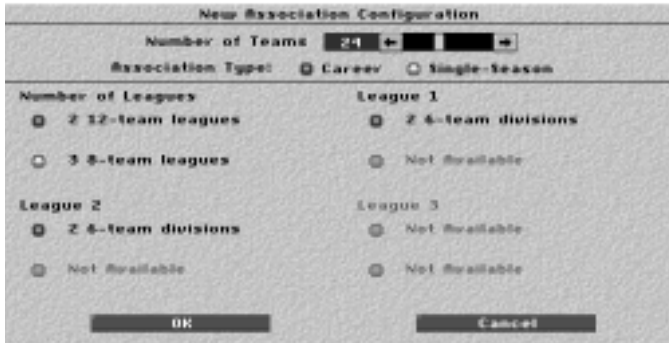 New Association Configuration
Number of Teams 24
Association Type: Career Single-Season
Number of Leagues
2 12-team leagues
3 8-team leagues
League 1
2 6-team divisions
Not Available
League 2
2 6-team divisions
Not Available
League 3
Not Available
Not Available
OK Cancel